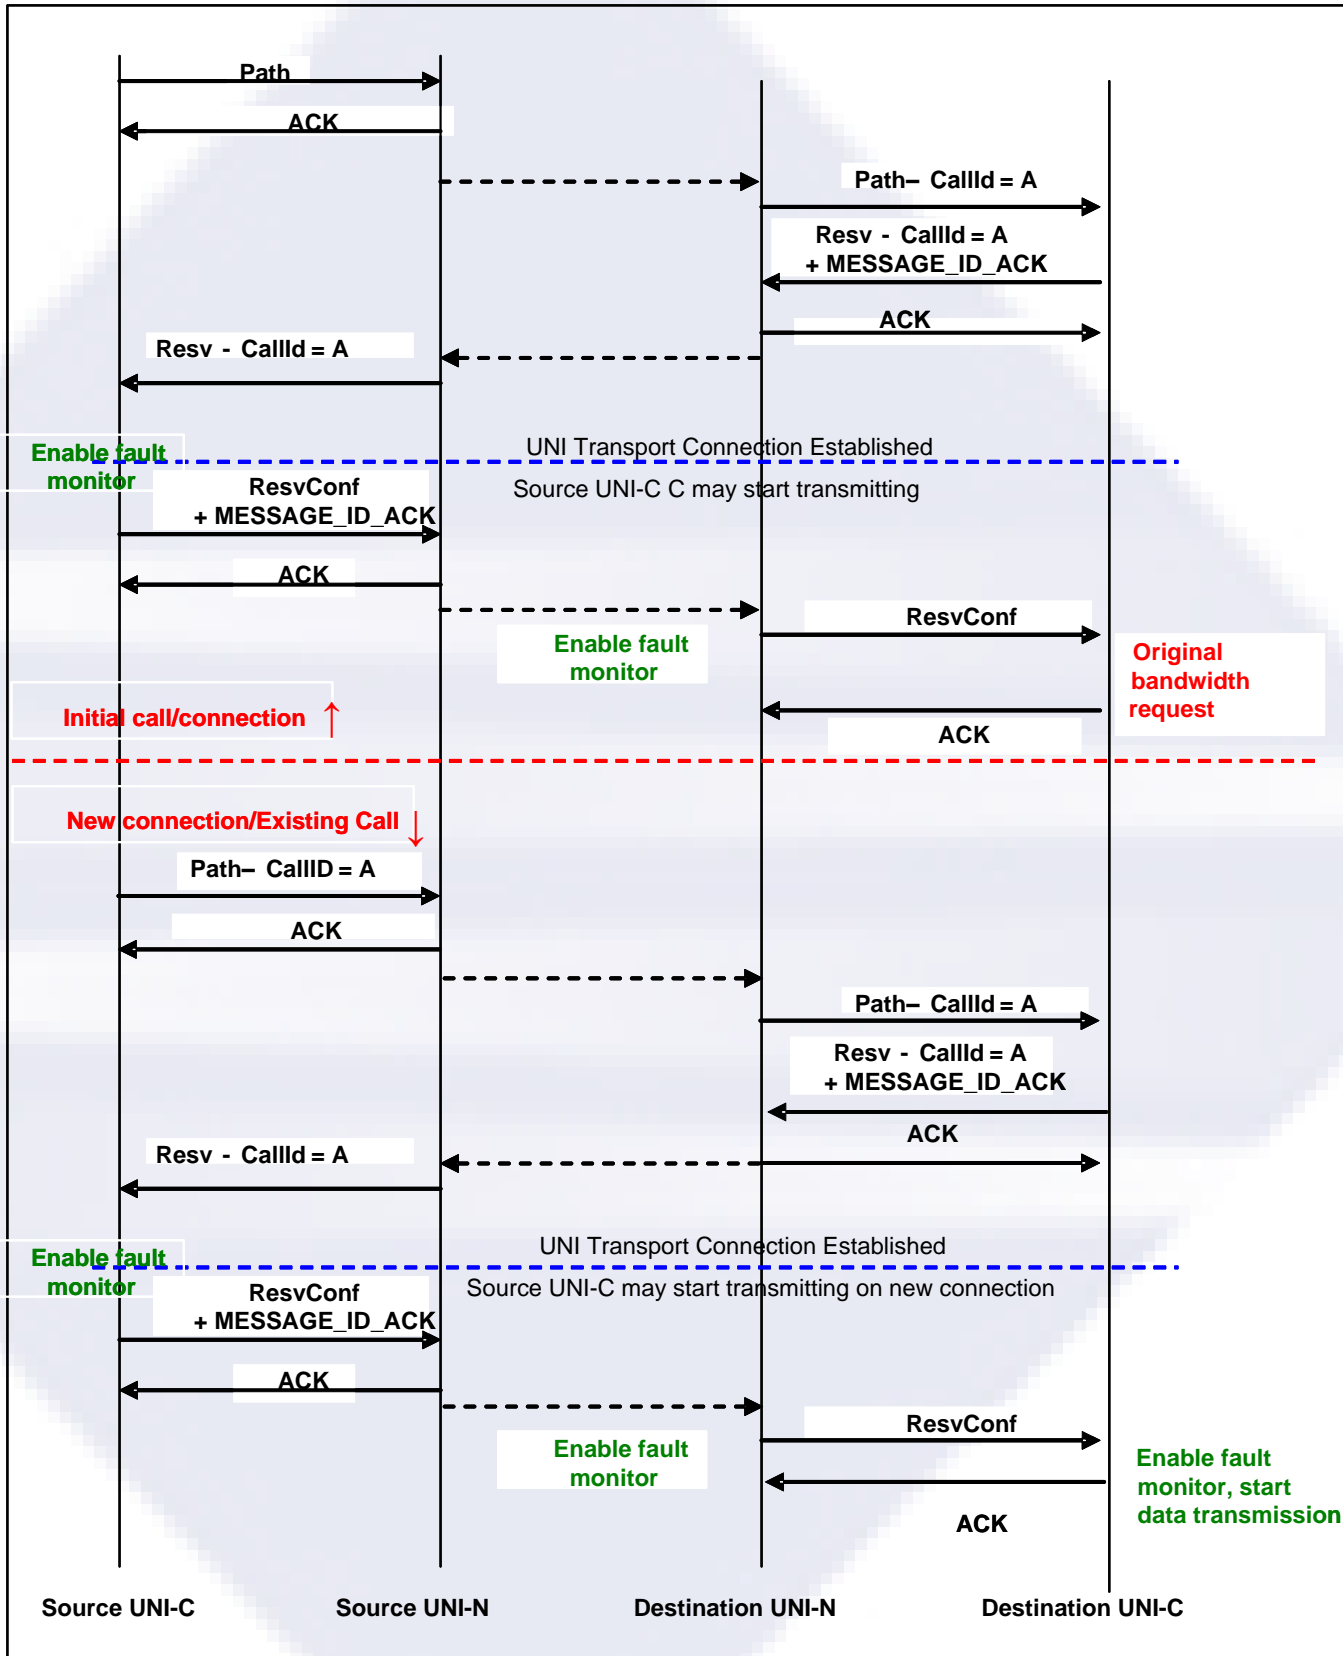 Path
ACK
Path– CallId = A
Resv - CallId = A
+ MESSAGE_ID_ACK
ACK
Resv - CallId = A
UNI Transport Connection Established
Enable fault
monitor
ResvConf
+ MESSAGE_ID_ACK
Source UNI-C C may start transmitting
ACK
ResvConf
Enable fault
monitor
Original
bandwidth
request
Initial call/connection ↑
ACK
New connection/Existing Call ↓
Path– CallID = A
ACK
Path– CallId = A
Resv - CallId = A
+ MESSAGE_ID_ACK
ACK
Resv - CallId = A
UNI Transport Connection Established
Enable fault
monitor
ResvConf
+ MESSAGE_ID_ACK
Source UNI-C may start transmitting on new connection
ACK
ResvConf
Enable fault
monitor
Enable fault
monitor, start
data transmission
ACK
Source UNI-C
Source UNI-N
Destination UNI-N
Destination UNI-C